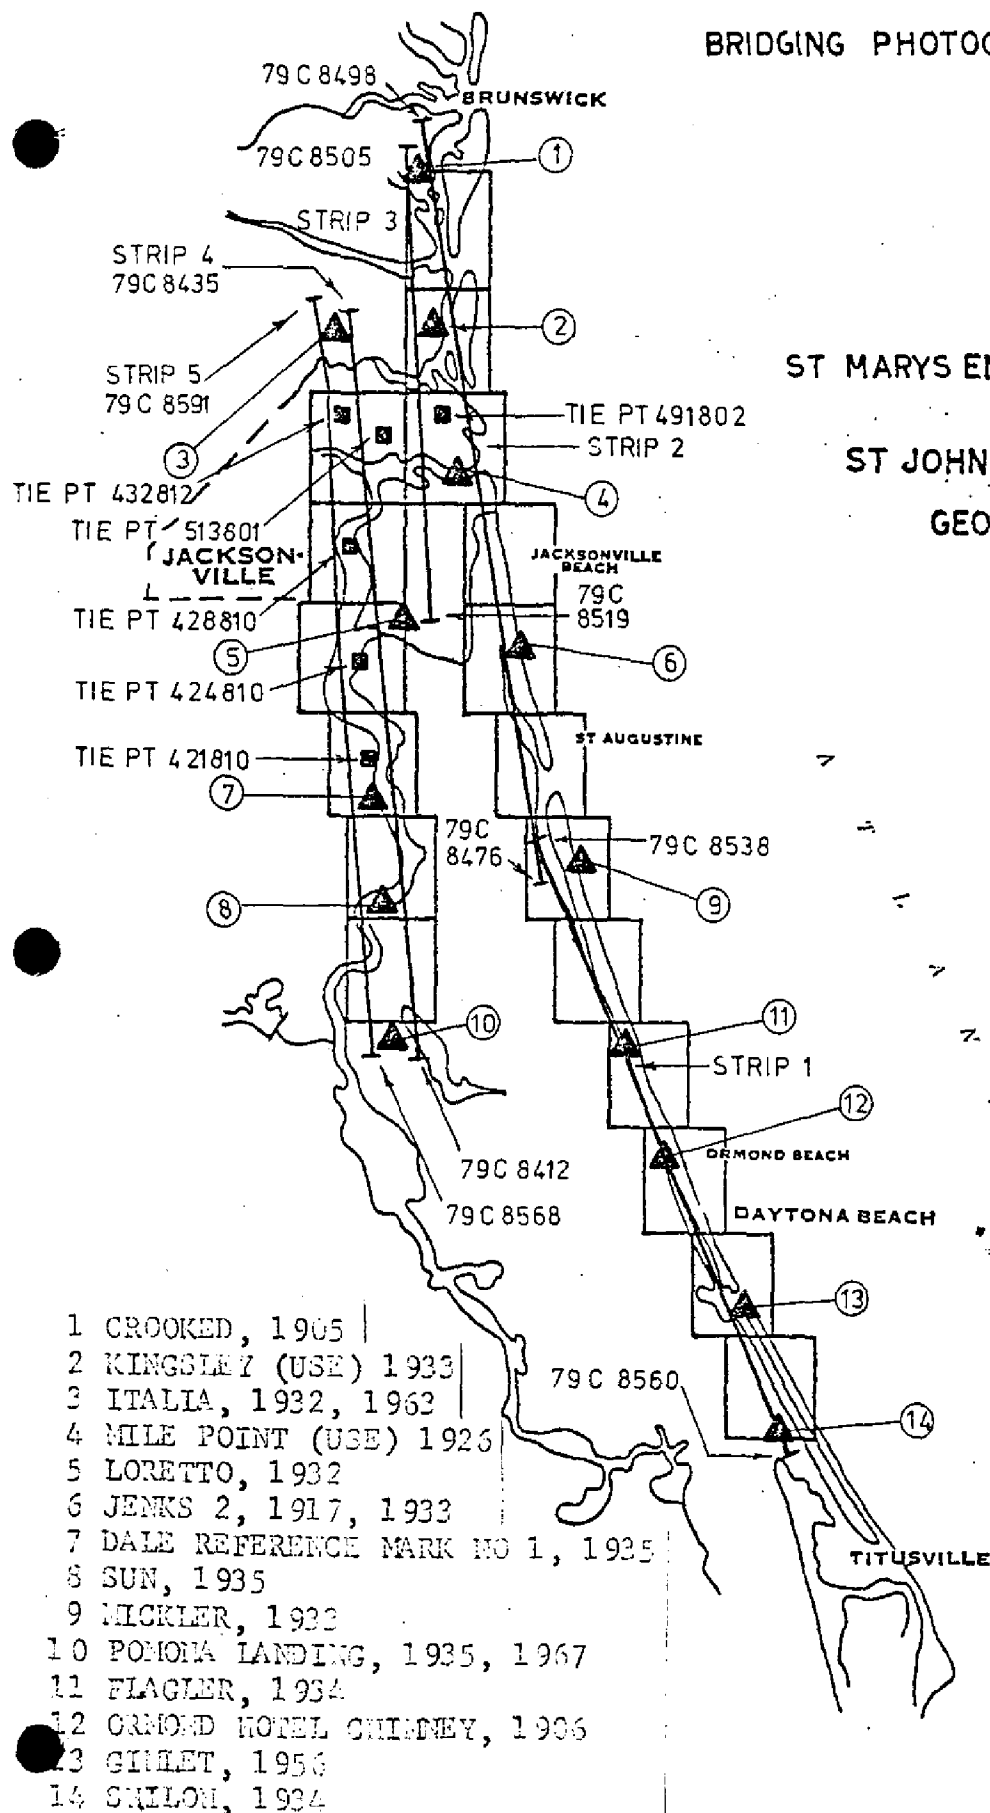 BRIDGING PHOTOG
79 C 8498
BRUNSWICK
79C 8505
1
STRIP 3
STRIP 4
79C 8435
2
ST MARYS EN
STRIP 5
79 C 8591
TIE PT 491802
STRIP 2
3
ST JOHN
4
TIE PT 432812
GEO
TIE PT 513801
JACKSON-
VILLE
JACKSONVILLE
BEACH
79C
8519
TIE PT 428810
5
6
TIE PT 424810
ST AUGUSTINE
TIE PT 421810
7
79C
8476
79C 8538
8
9
10
11
STRIP 1
12
ORMOND BEACH
79C 8412
79C 8568
DAYTONA BEACH
13
79C 8560
14
TITUSVILLE
1 CROOKED, 1905
2 KINGSLEY (USE) 1933
3 ITALIA, 1932, 1963
4 MILE POINT (USE) 1926
5 LORETTO, 1932
6 JENKS 2, 1917, 1933
7 DALE REFERENCE MARK NO 1, 1935
8 SUN, 1935
9 MICKLER, 1933
10 POMONA LANDING, 1935, 1967
11 FLAGLER, 1934
12 ORMOND HOTEL CHIMNEY, 1906
13 GIMLET, 1956
14 SHILOH, 1934